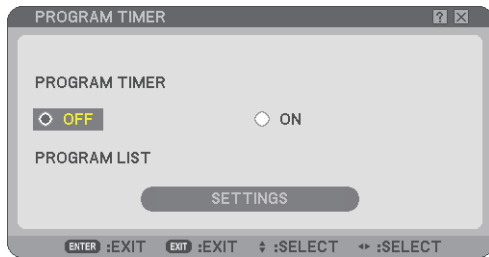 PROGRAM TIMER
PROGRAM TIMER
OFF ON
PROGRAM LIST
SETTINGS
ENTER :EXIT EXIT :EXIT :SELECT :SELECT